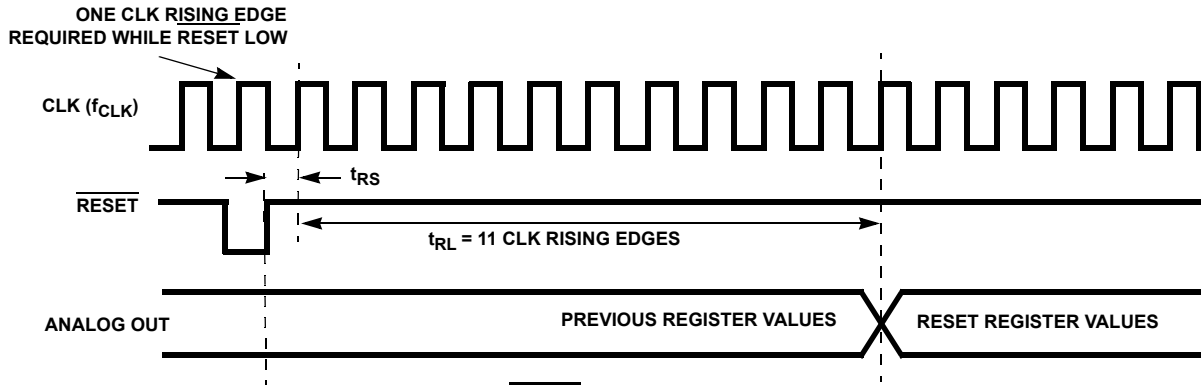 ONE CLK RISING EDGE
REQUIRED WHILE RESET LOW
CLK (fCLK)
tRS
RESET
tRL = 11 CLK RISING EDGES
ANALOG OUT
PREVIOUS REGISTER VALUES
RESET REGISTER VALUES